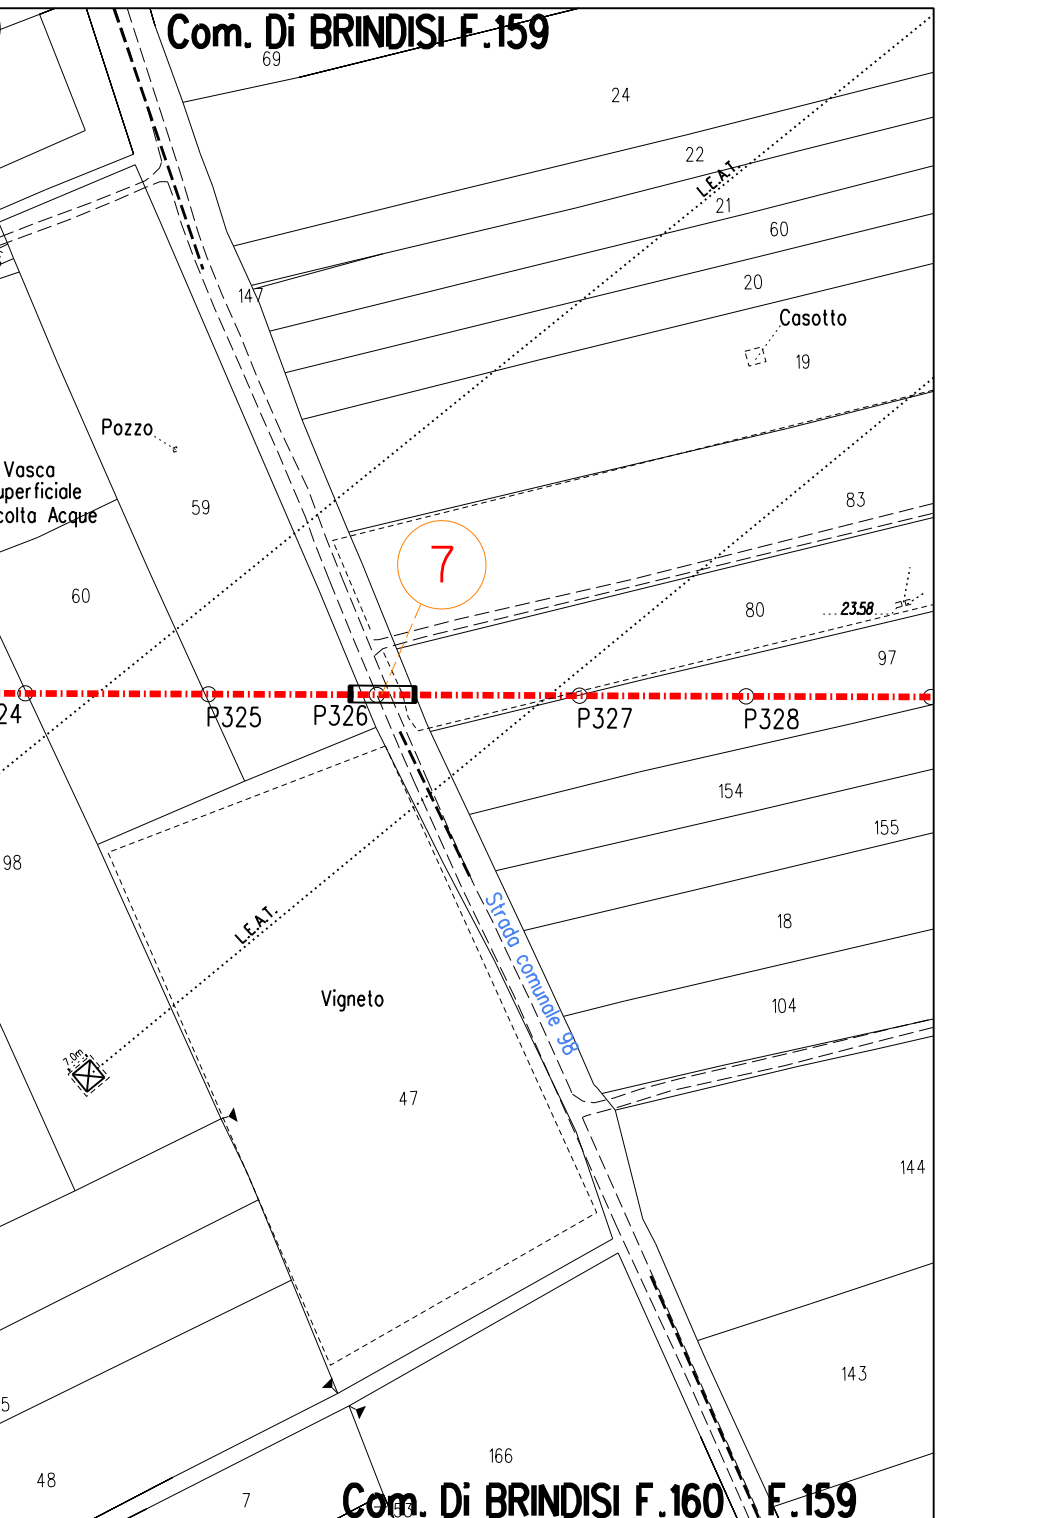 Com. Di BRINDISI F.159
69
24
22
L.E.A.T.
21
60
20
147
Casotto
19
Pozzo
Vasca
uperficiale
colta Acque
59
83
7
60
80
23.58
97
24
P325
P326
P327
P328
154
155
98
18
Strada comunale 98
L.E.A.T.
Vigneto
104
7.0m
47
144
143
5
166
48
7
Com. Di BRINDISI F.160
F.159